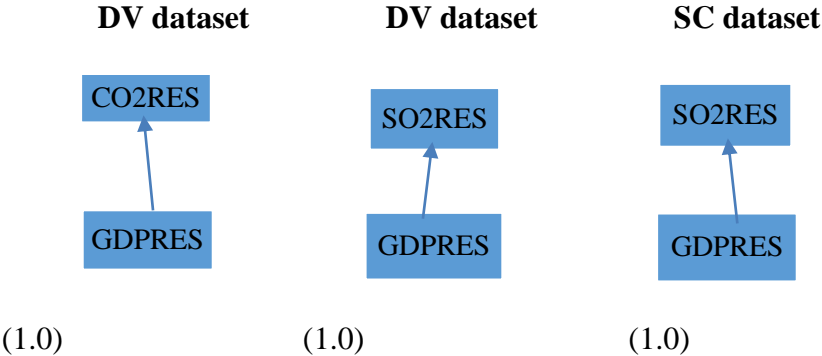 DV dataset DV dataset SC dataset
CO2RES SO2RES SO2RES
GDPRES GDPRES GDPRES
(1.0) (1.0) (1.0)